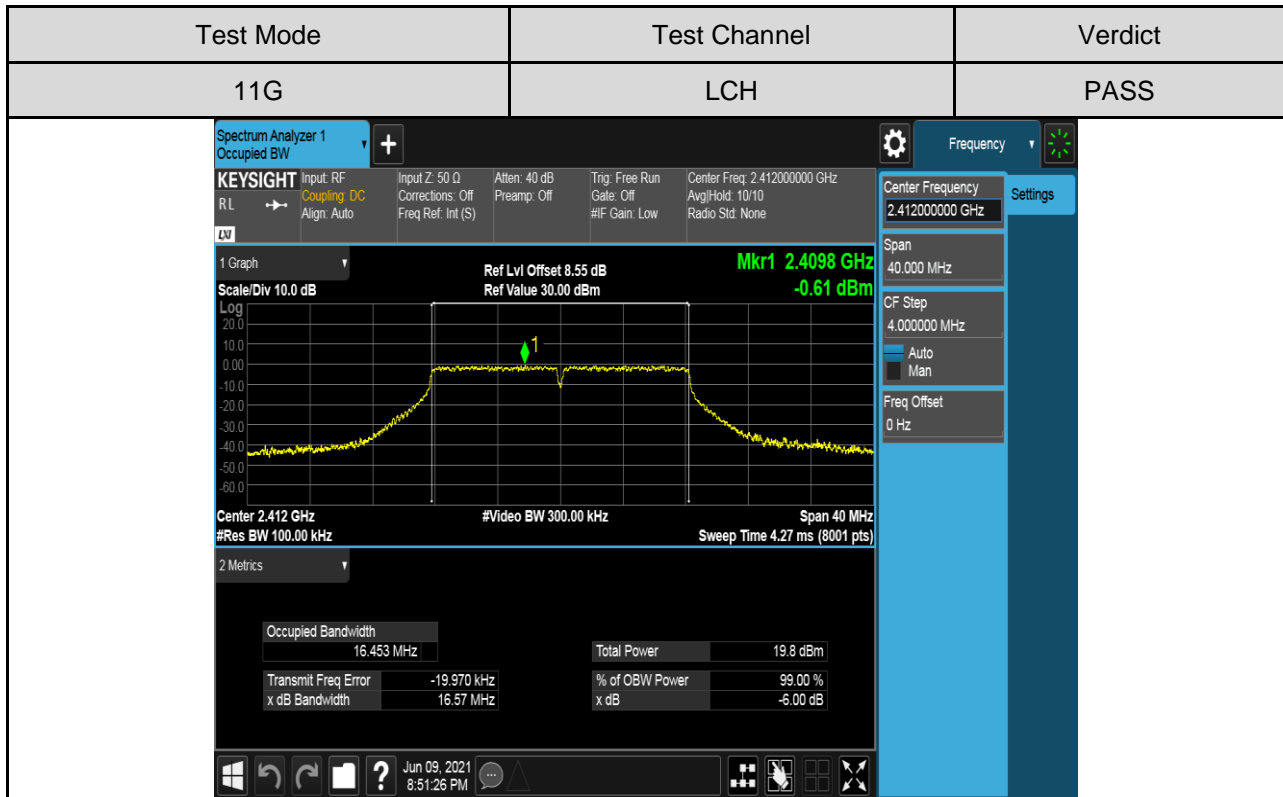 Test Mode Test Channel Verdict
11G LCH PASS
Spectrum Analyzer 1
Occupied BW
+
Frequency
KEYSIGHT Input: RF Input Z: 50 Ω Atten: 40 dB Trig: Free Run Center Freq: 2.412000000 GHz
RL Coupling: DC Corrections: Off Preamp: Off Gate: Off Avg|Hold: 10/10
Align: Auto Freq Ref: Int (S) #IF Gain: Low Radio Std: None
LXI
Center Frequency
2.412000000 GHz
Settings
Span
40.000 MHz
CF Step
4.000000 MHz
Auto
Man
Freq Offset
0 Hz
1 Graph
Ref Lvl Offset 8.55 dB Mkr1 2.4098 GHz
Scale/Div 10.0 dB Ref Value 30.00 dBm -0.61 dBm
Log
20.0
10.0
0.00
-10.0
-20.0
-30.0
-40.0
-50.0
-60.0
1
Center 2.412 GHz #Video BW 300.00 kHz Span 40 MHz
#Res BW 100.00 kHz Sweep Time 4.27 ms (8001 pts)
2 Metrics
Occupied Bandwidth
16.453 MHz Total Power 19.8 dBm
Transmit Freq Error -19.970 kHz % of OBW Power 99.00 %
x dB Bandwidth 16.57 MHz x dB -6.00 dB
? Jun 09, 2021
8:51:26 PM